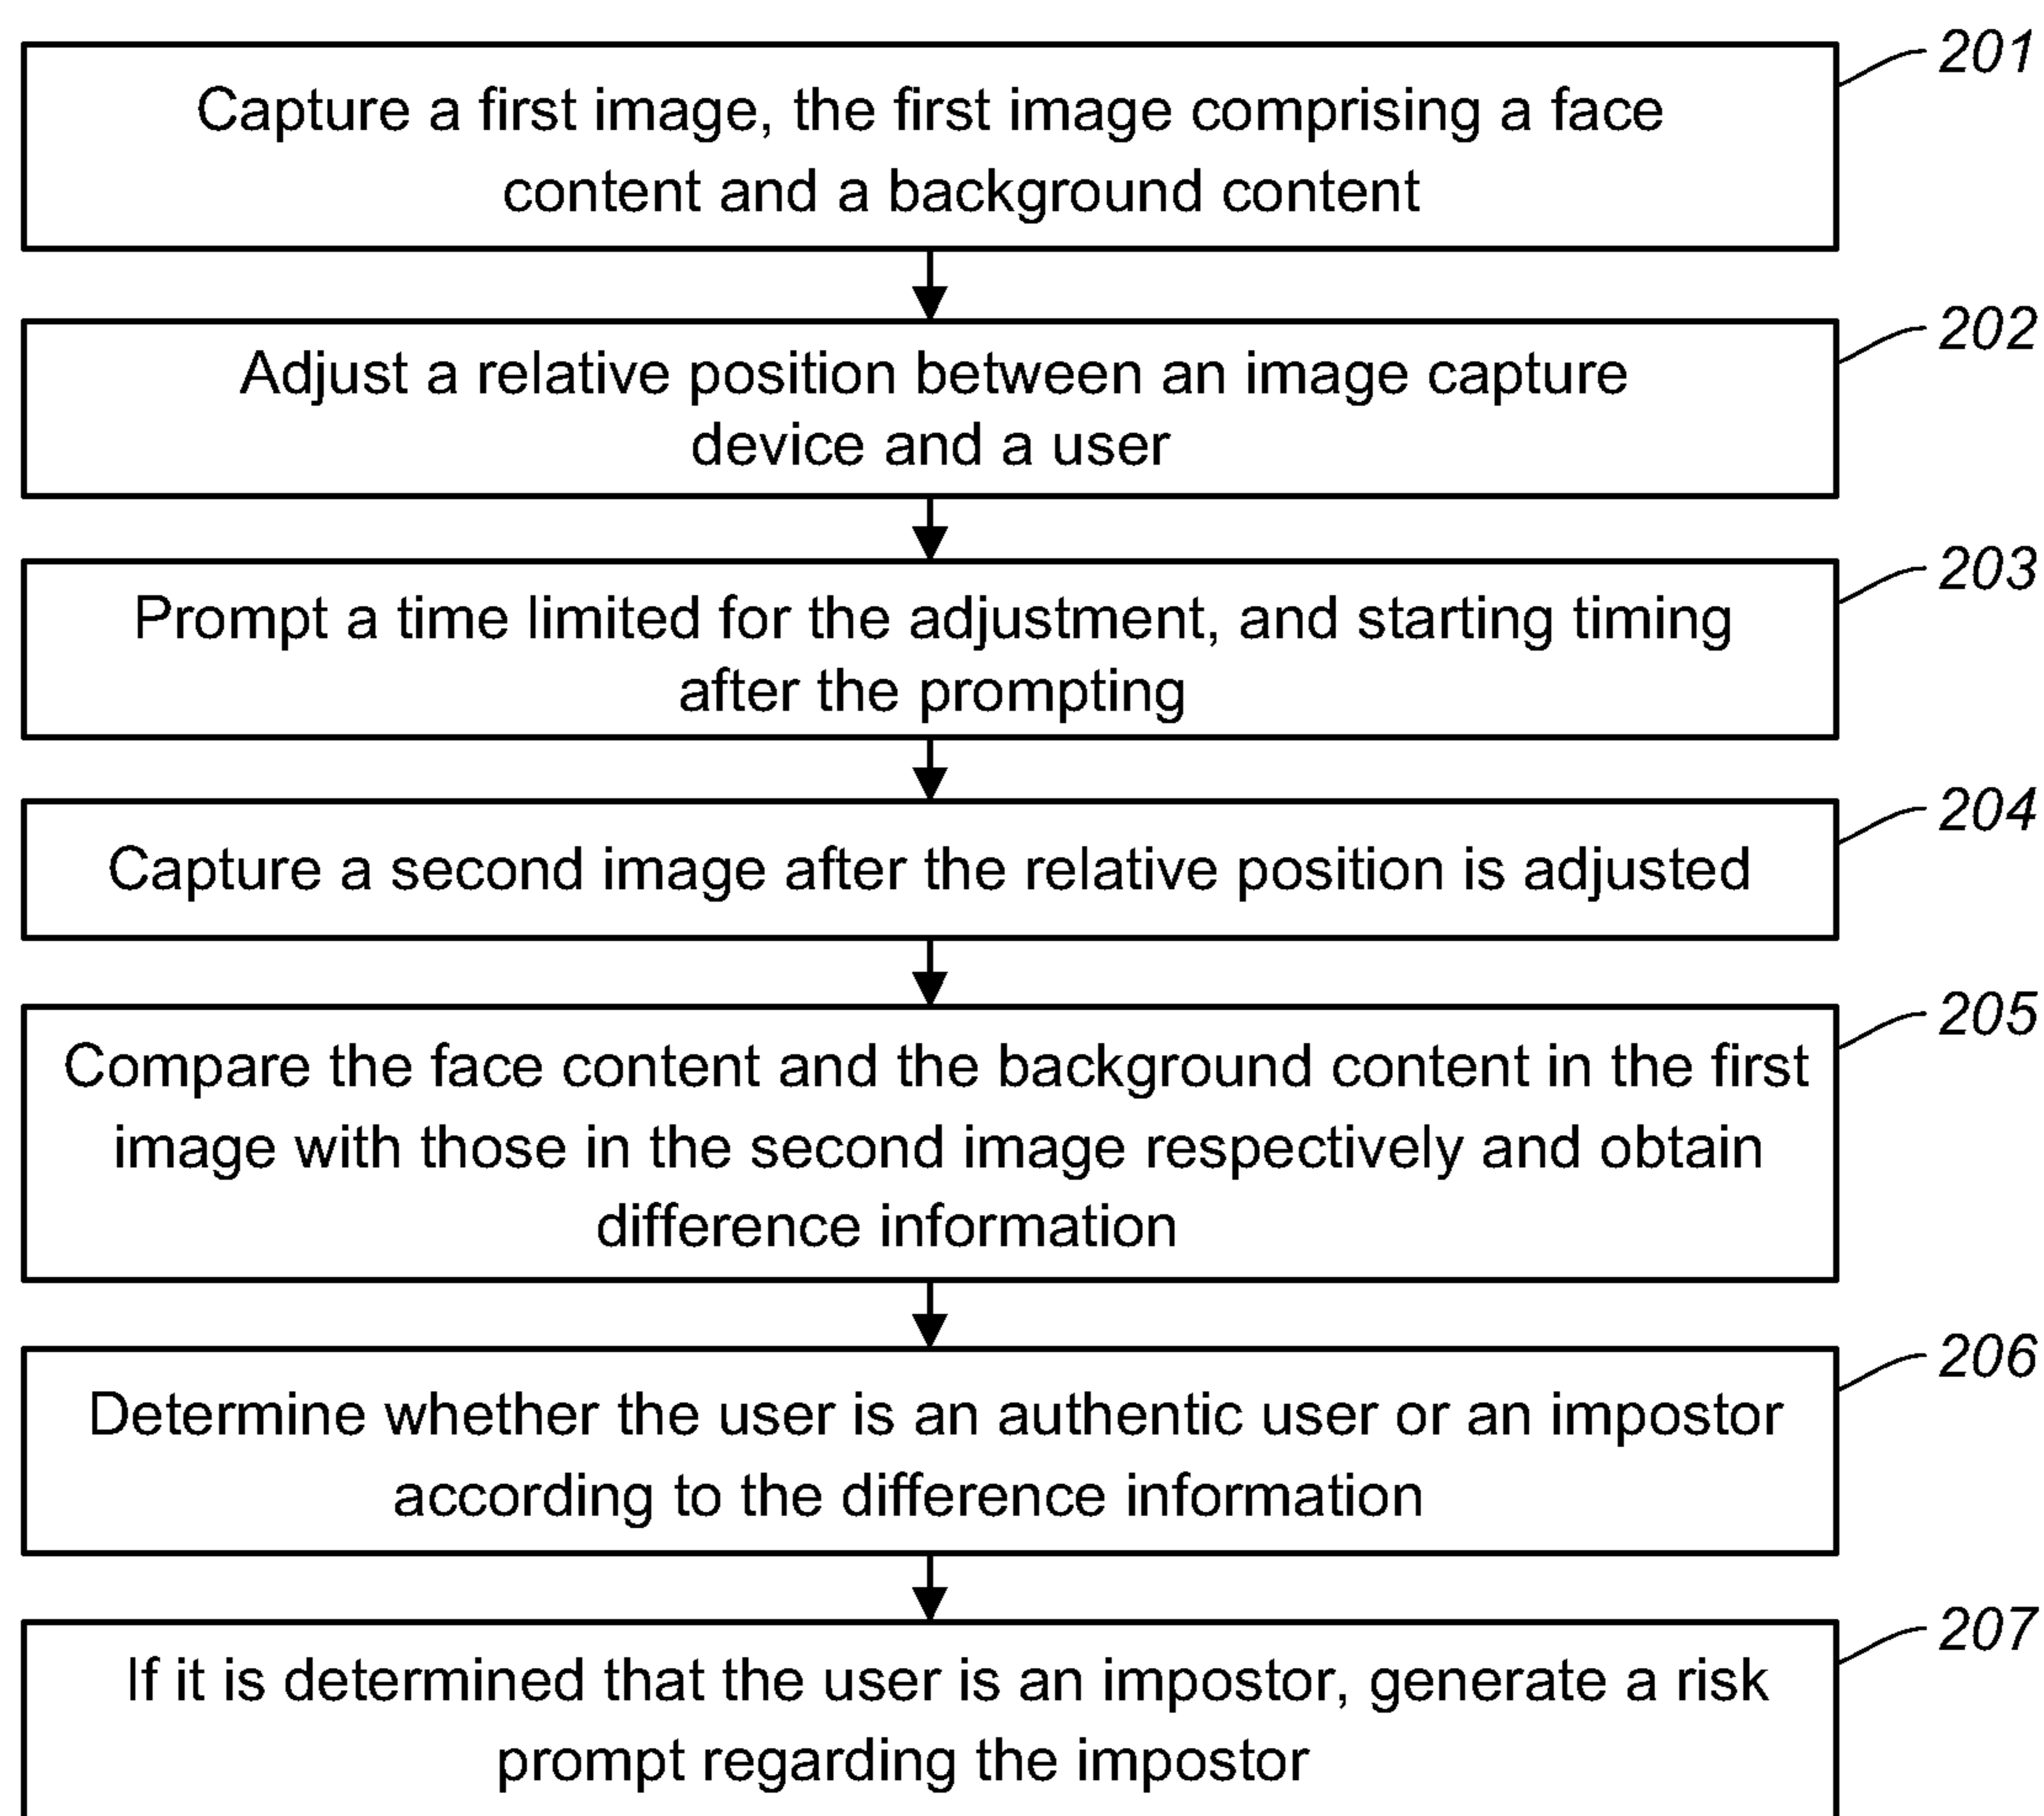 201
Capture a first image, the first image comprising a face
content and a background content
202
Adjust a relative position between an image capture
device and a user
203
Prompt a time limited for the adjustment, and starting timing
after the prompting
204
Capture a second image after the relative position is adjusted
205
Compare the face content and the background content in the first
image with those in the second image respectively and obtain
difference information
206
Determine whether the user is an authentic user or an impostor
according to the difference information
207
If it is determined that the user is an impostor, generate a risk
prompt regarding the impostor